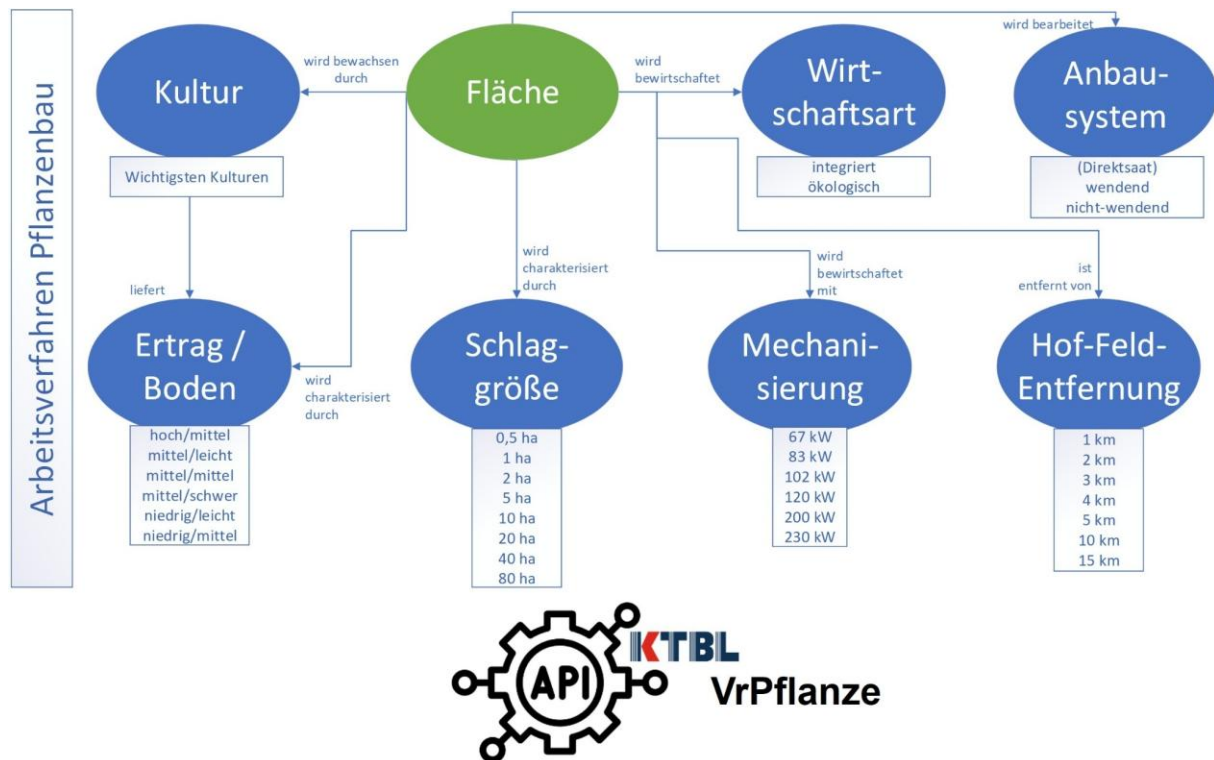 Arbeitsverfahren Pflanzenbau
wird bearbeitet
Kultur
wird bewachsen
durch
Fläche
wird
bewirtschaftet
Wirt-
schaftsart
Anbau-
system
Wichtigsten Kulturen
integriert
ökologisch
(Direktsaat)
wendend
nicht-wendend
liefert
wird
charakterisiert
durch
wird
charakterisiert
durch
wird
bewirtschaftet
mit
ist
entfernt von
Ertrag /
Boden
Schlag-
größe
Mechani-
sierung
Hof-Feld-
Entfernung
hoch/mittel
mittel/leicht
mittel/mittel
mittel/schwer
niedrig/leicht
niedrig/mittel
0,5 ha
1 ha
2 ha
5 ha
10 ha
20 ha
40 ha
80 ha
67 kW
83 kW
102 kW
120 kW
200 kW
230 kW
1 km
2 km
3 km
4 km
5 km
10 km
15 km
API
KTBL
VrPflanze